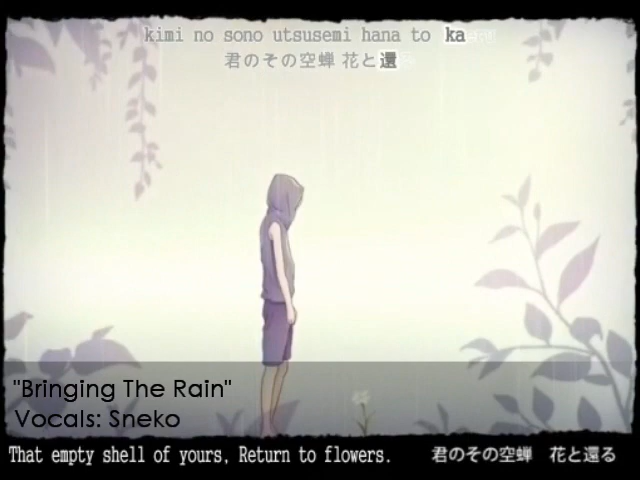 kimi no sono utsusemi hana to kaeru
君のその空蝉 花と還る
"Bringing The Rain"
Vocals: Sneko
That empty shell of yours, Return to flowers.
君のその空蝉 花と還る